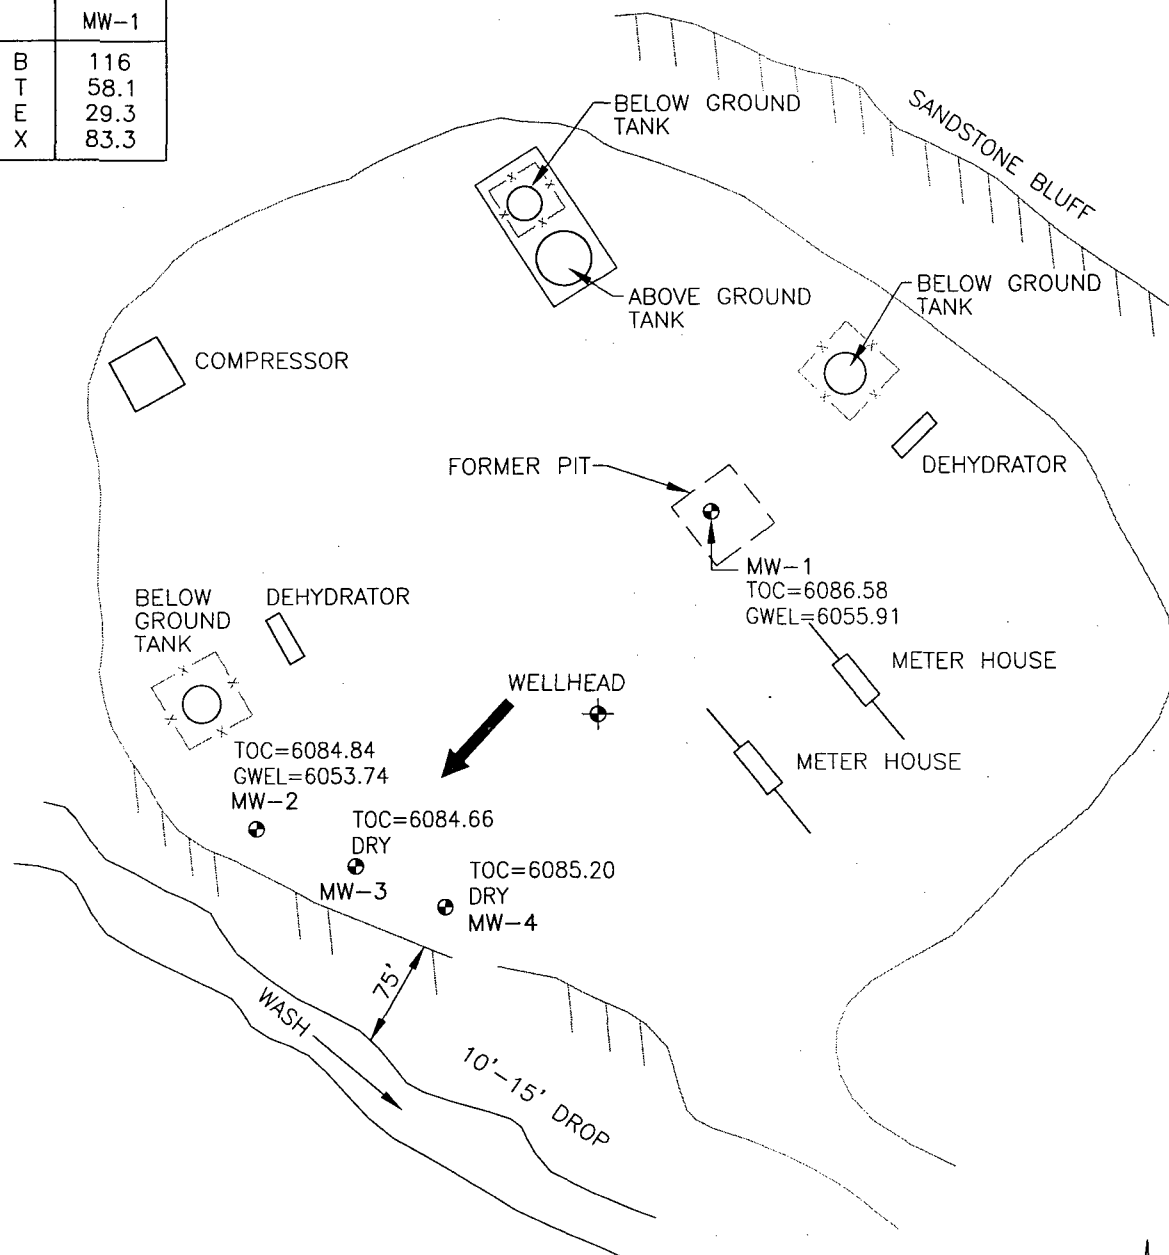 MW-1
B 116
T 58.1
E 29.3
X 83.3
BELOW GROUND
TANK
SANDSTONE BLUFF
ABOVE GROUND
TANK
BELOW GROUND
TANK
COMPRESSOR
FORMER PIT
DEHYDRATOR
MW-1
TOC=6086.58
GWEL=6055.91
BELOW
GROUND
TANK
DEHYDRATOR
METER HOUSE
WELLHEAD
METER HOUSE
TOC=6084.84
GWEL=6053.74
MW-2
TOC=6084.66
DRY
MW-3
TOC=6085.20
DRY
MW-4
75'
WASH
10'-15' DROP